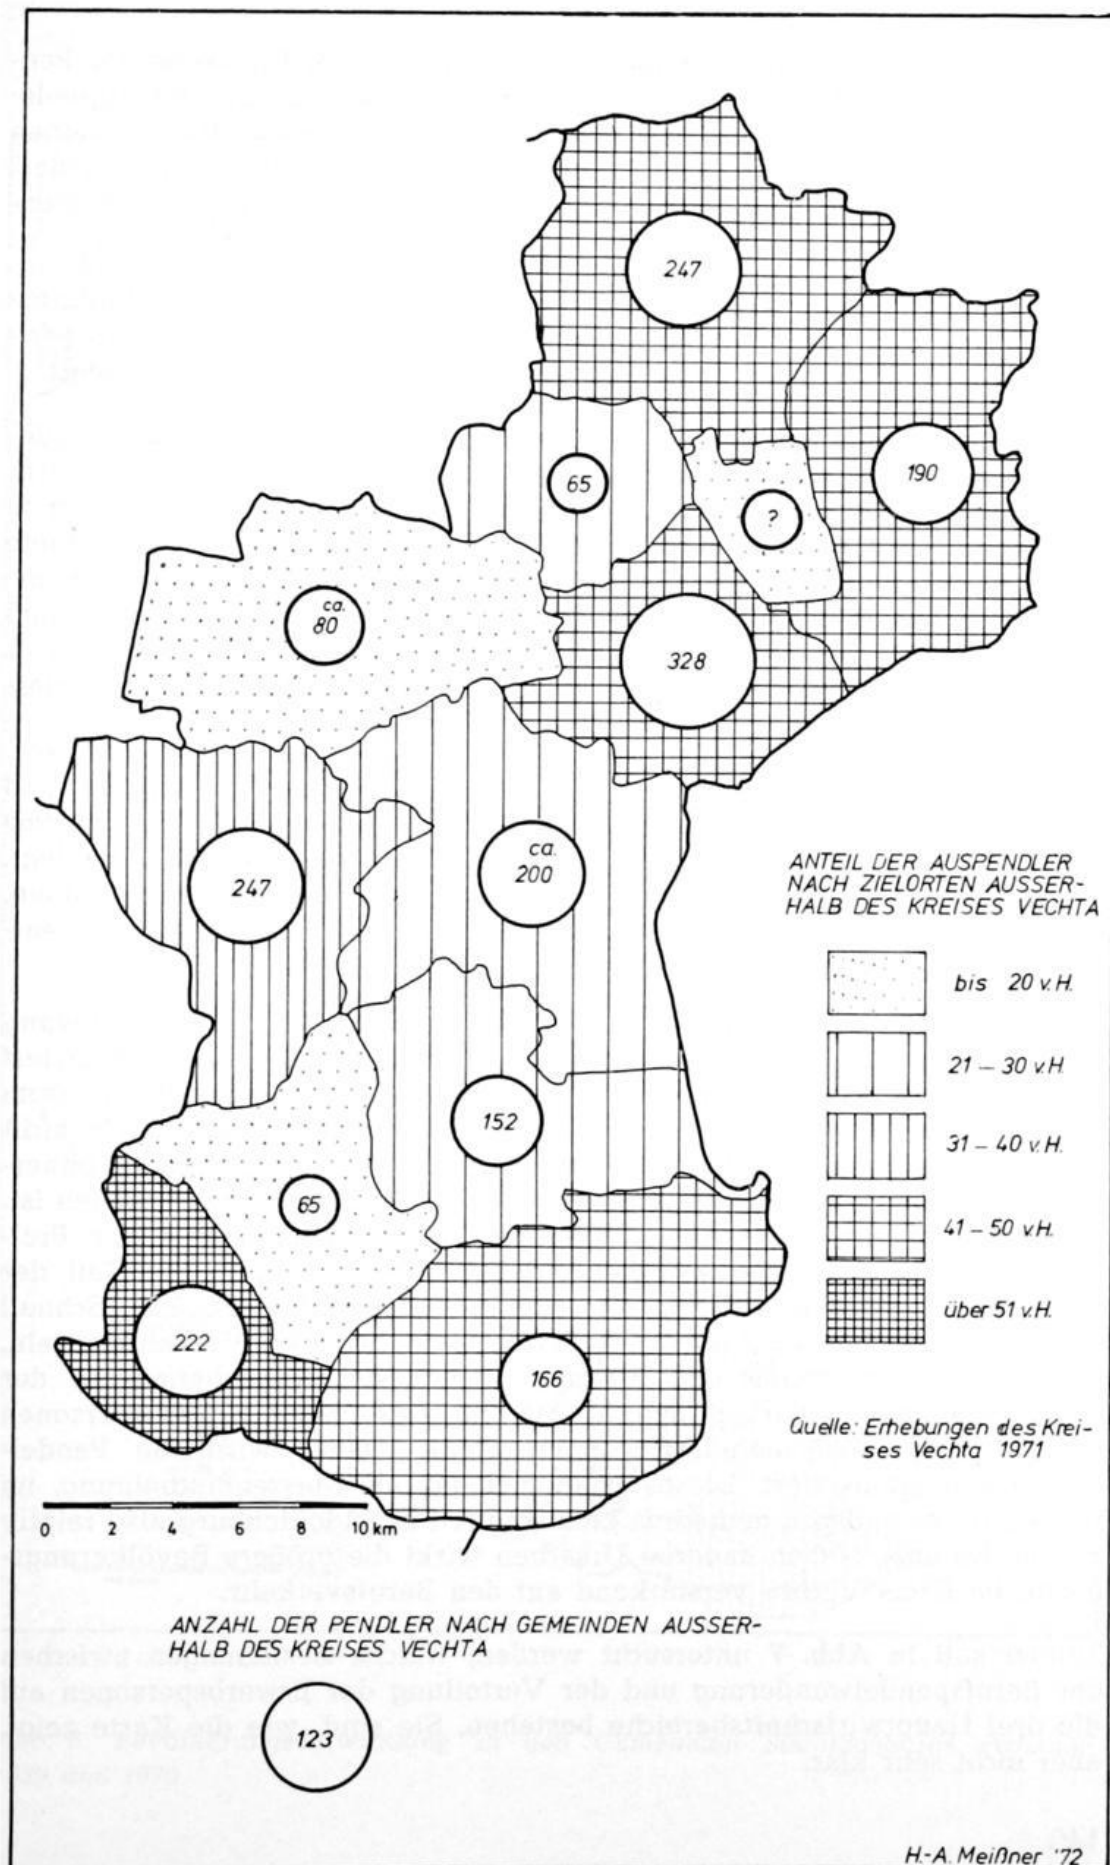 247
190
65
?
ca.
80
328
247
ca.
200
152
65
222
166
ANTEIL DER AUSPENDLER
NACH ZIELORTEN AUSSER-
HALB DES KREISES VECHTA
bis 20 v.H.
21 – 30 v.H.
31 – 40 v.H.
41 – 50 v.H.
über 51 v.H.
Quelle: Erhebungen des Krei-
ses Vechta 1971
0 2 4 6 8 10 km
ANZAHL DER PENDLER NACH GEMEINDEN AUSSER-
HALB DES KREISES VECHTA
123
H.-A. Meißner '72